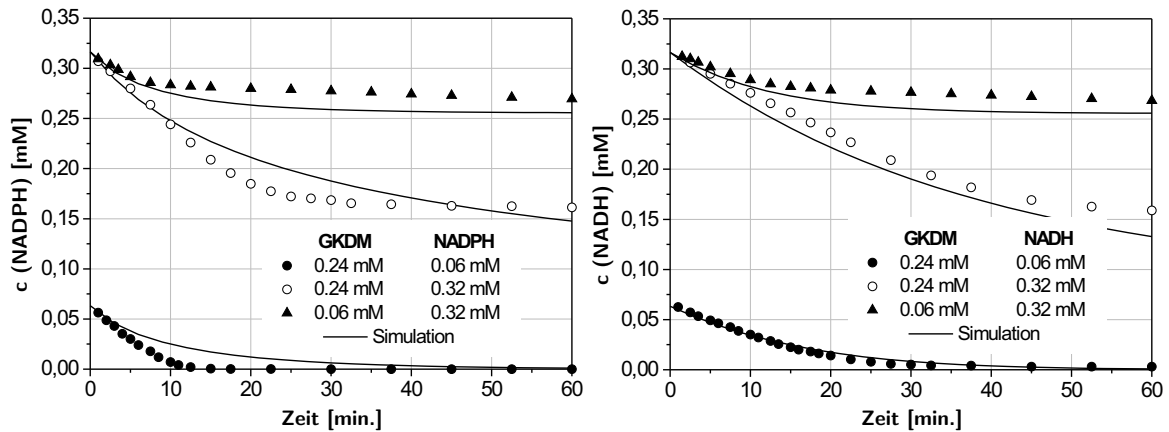 0,35
0,30
0,25
0,20
0,15
0,10
0,05
0,00
c (NADPH) [mM]
GKDM NADPH
0.24 mM 0.06 mM
0.24 mM 0.32 mM
0.06 mM 0.32 mM
Simulation
0 10 20 30 40 50 60
Zeit [min.]
0,35
0,30
0,25
0,20
0,15
0,10
0,05
0,00
c (NADH) [mM]
GKDM NADH
0.24 mM 0.06 mM
0.24 mM 0.32 mM
0.06 mM 0.32 mM
Simulation
0 10 20 30 40 50 60
Zeit [min.]